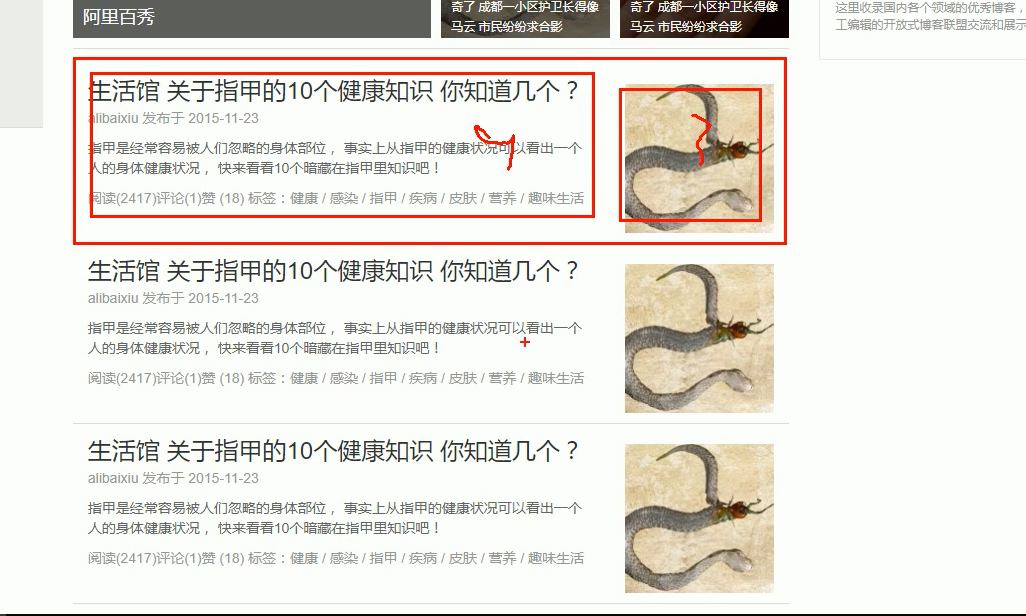 阿里百秀
奇了 成都一小区护卫长得像
马云 市民纷纷求合影
奇了 成都一小区护卫长得像
马云 市民纷纷求合影
这里收录国内各个领域的优秀博客，
工编辑的开放式博客联盟交流和展示
生活馆 关于指甲的10个健康知识 你知道几个？
alibaixiu 发布于 2015-11-23
指甲是经常容易被人们忽略的身体部位， 事实上从指甲的健康状况可以看出一个
人的身体健康状况， 快来看看10个暗藏在指甲里知识吧！
阅读(2417)评论(1)赞 (18) 标签：健康 / 感染 / 指甲 / 疾病 / 皮肤 / 营养 / 趣味生活
生活馆 关于指甲的10个健康知识 你知道几个？
alibaixiu 发布于 2015-11-23
指甲是经常容易被人们忽略的身体部位， 事实上从指甲的健康状况可以看出一个
人的身体健康状况， 快来看看10个暗藏在指甲里知识吧！
阅读(2417)评论(1)赞 (18) 标签：健康 / 感染 / 指甲 / 疾病 / 皮肤 / 营养 / 趣味生活
生活馆 关于指甲的10个健康知识 你知道几个？
alibaixiu 发布于 2015-11-23
指甲是经常容易被人们忽略的身体部位， 事实上从指甲的健康状况可以看出一个
人的身体健康状况， 快来看看10个暗藏在指甲里知识吧！
阅读(2417)评论(1)赞 (18) 标签：健康 / 感染 / 指甲 / 疾病 / 皮肤 / 营养 / 趣味生活